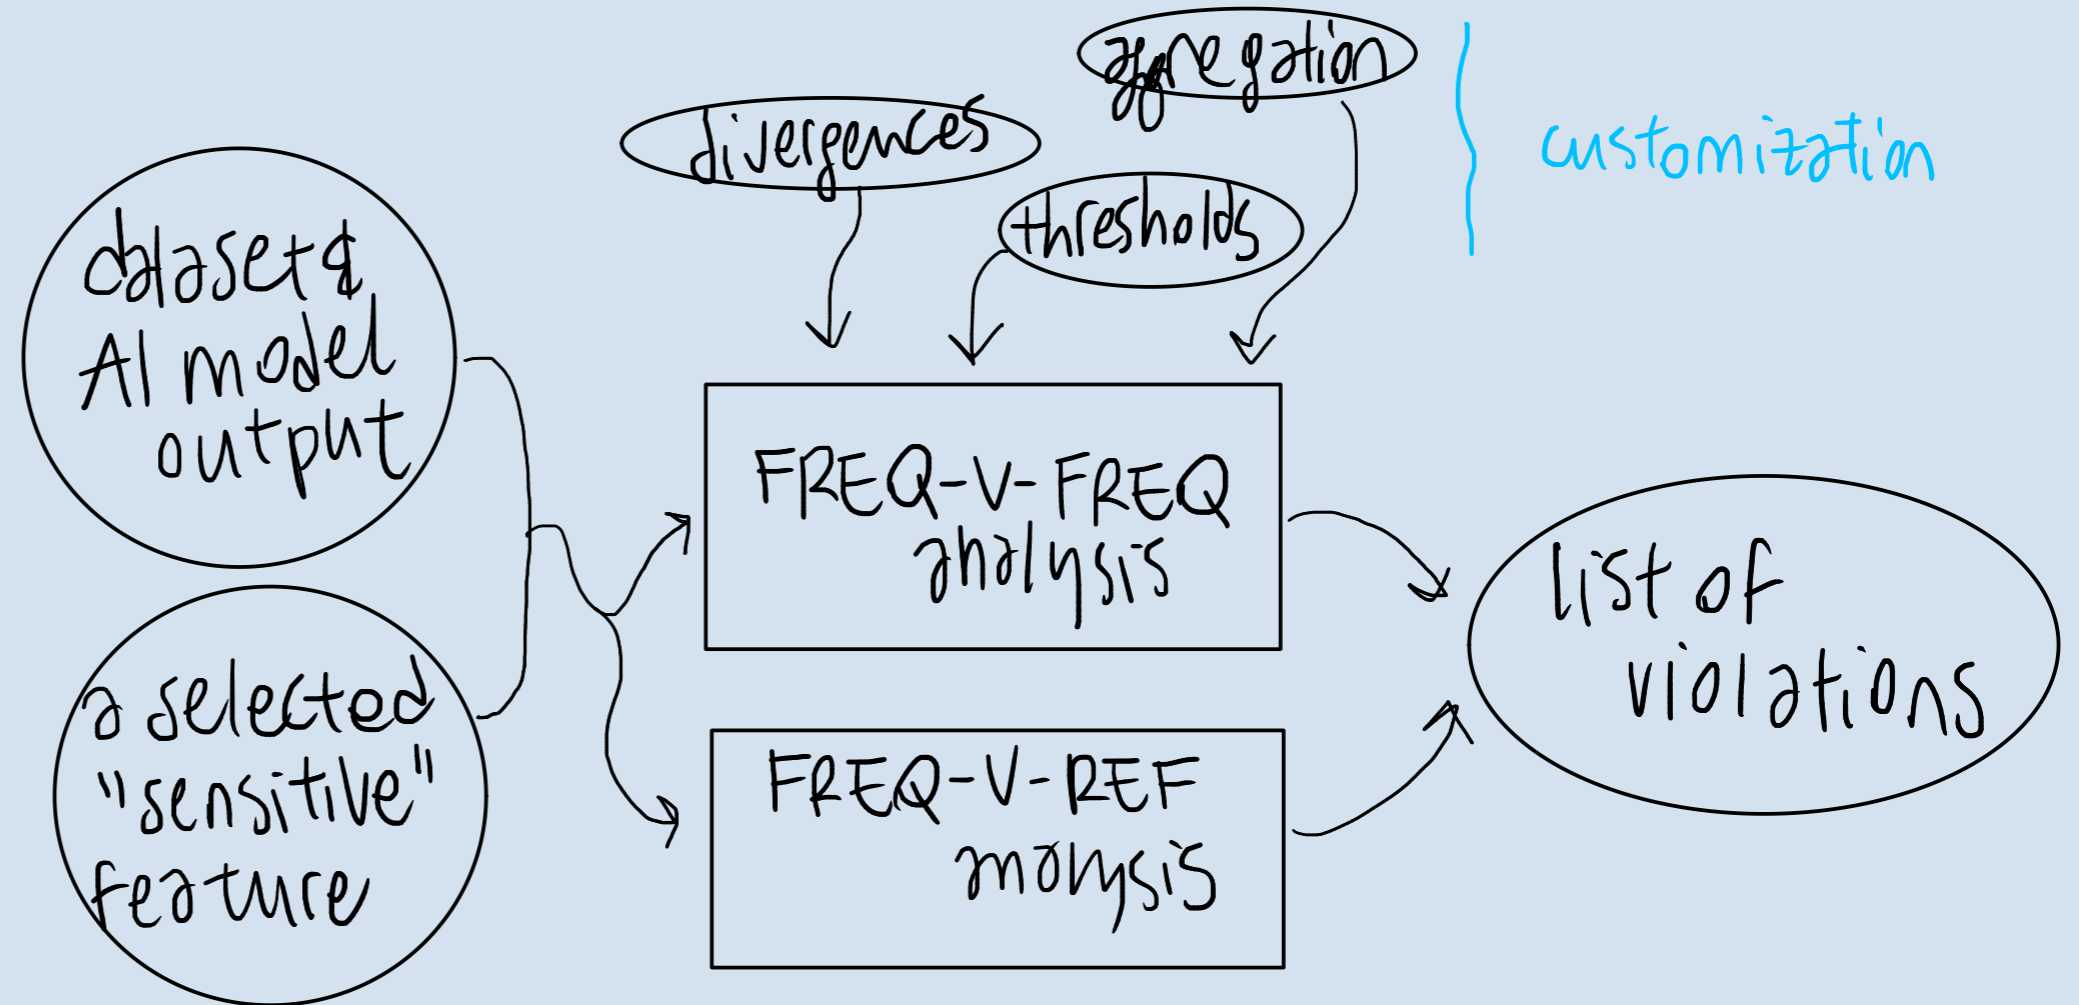 aggregation
divergences
customization
thresholds
dataset &
AI model
output
FREQ-V-FREQ
analysis
list of
violations
a selected
"sensitive"
feature
FREQ-V-REF
analysis